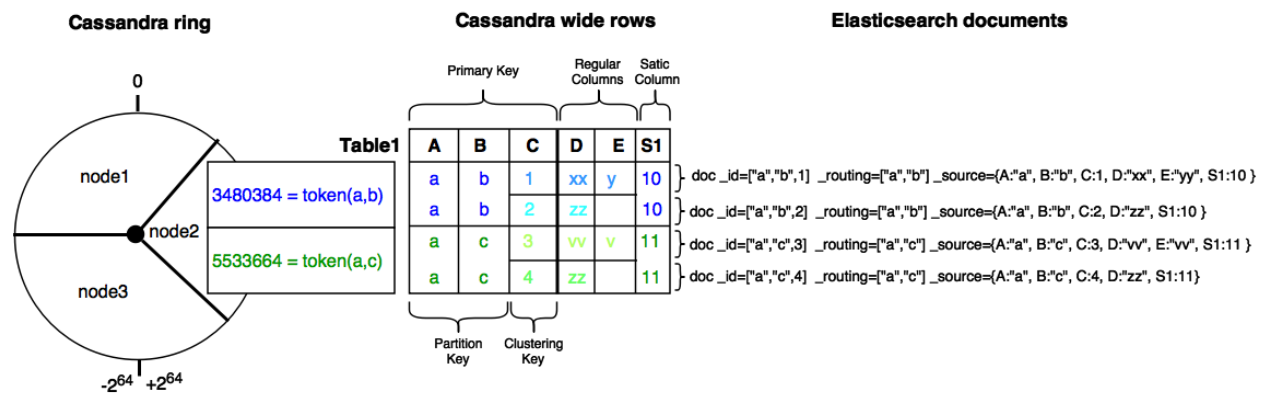 Cassandra ring
Cassandra wide rows
Elasticsearch documents
Primary Key
Regular
Columns
Satic
Column
0
Table1
A B C D E S1
node1
node2
node3
3480384 = token(a,b)
5533664 = token(a,c)
a b 1 xx y 10
doc _id=["a","b",1] _routing=["a","b"] _source={A:"a", B:"b", C:1, D:"xx", E:"yy", S1:10 }
a b 2 zz 10
doc _id=["a","b",2] _routing=["a","b"] _source={A:"a", B:"b", C:2, D:"zz", S1:10 }
a c 3 vv v 11
doc _id=["a","c",3] _routing=["a","c"] _source={A:"a", B:"c", C:3, D:"vv", E:"vv", S1:11 }
a c 4 zz 11
doc _id=["a","c",4] _routing=["a","c"] _source={A:"a", B:"c", C:4, D:"zz", S1:11}
Partition
Key
Clustering
Key
-2⁶⁴ +2⁶⁴